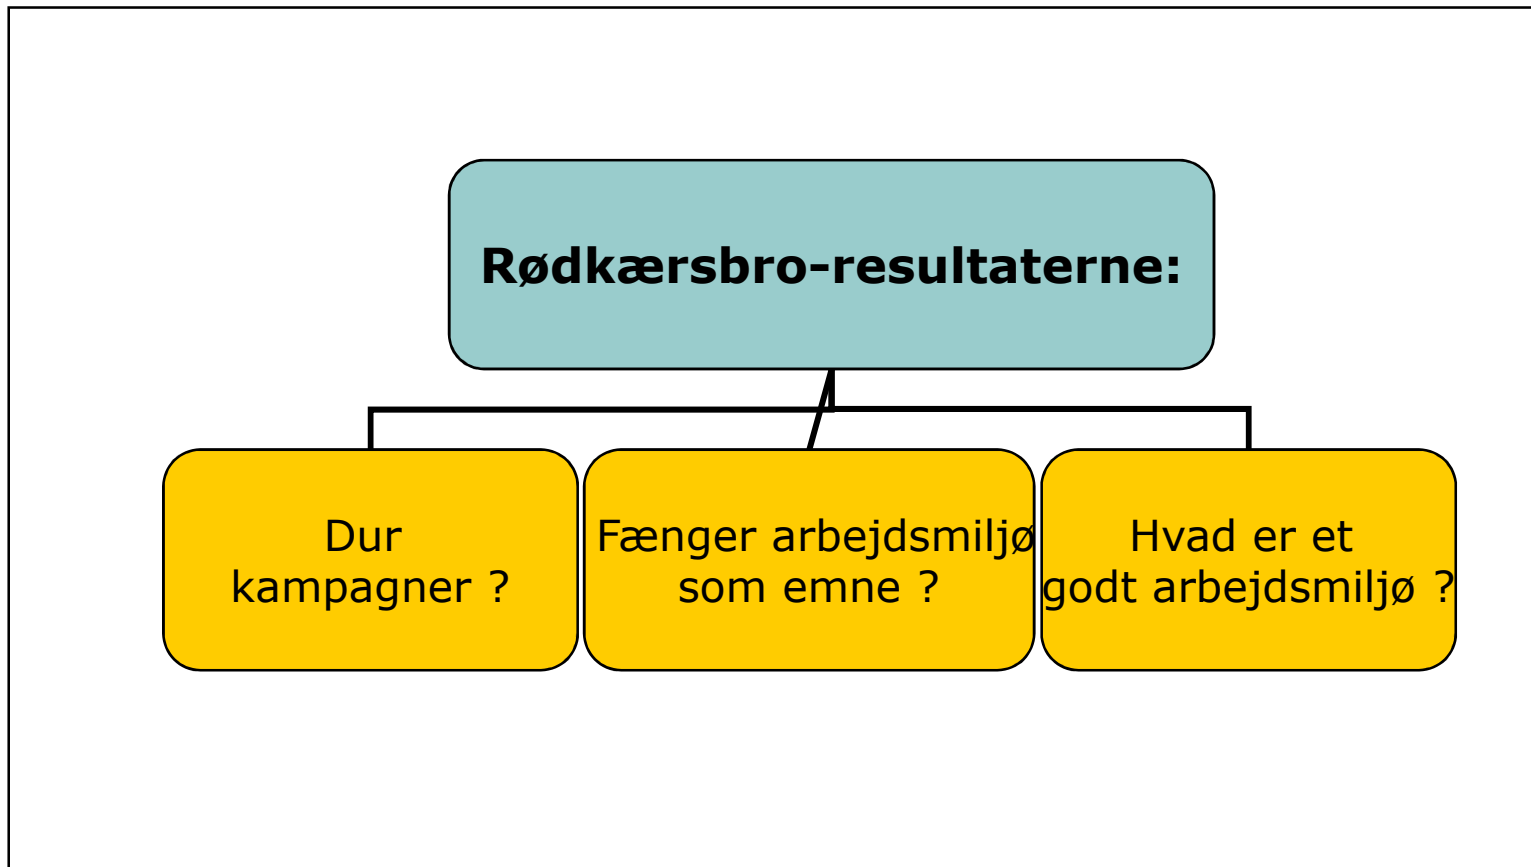 Rødkærsbro-resultaterne:
Dur
kampagner ?
Fænger arbejdsmiljø
som emne ?
Hvad er et
godt arbejdsmiljø ?